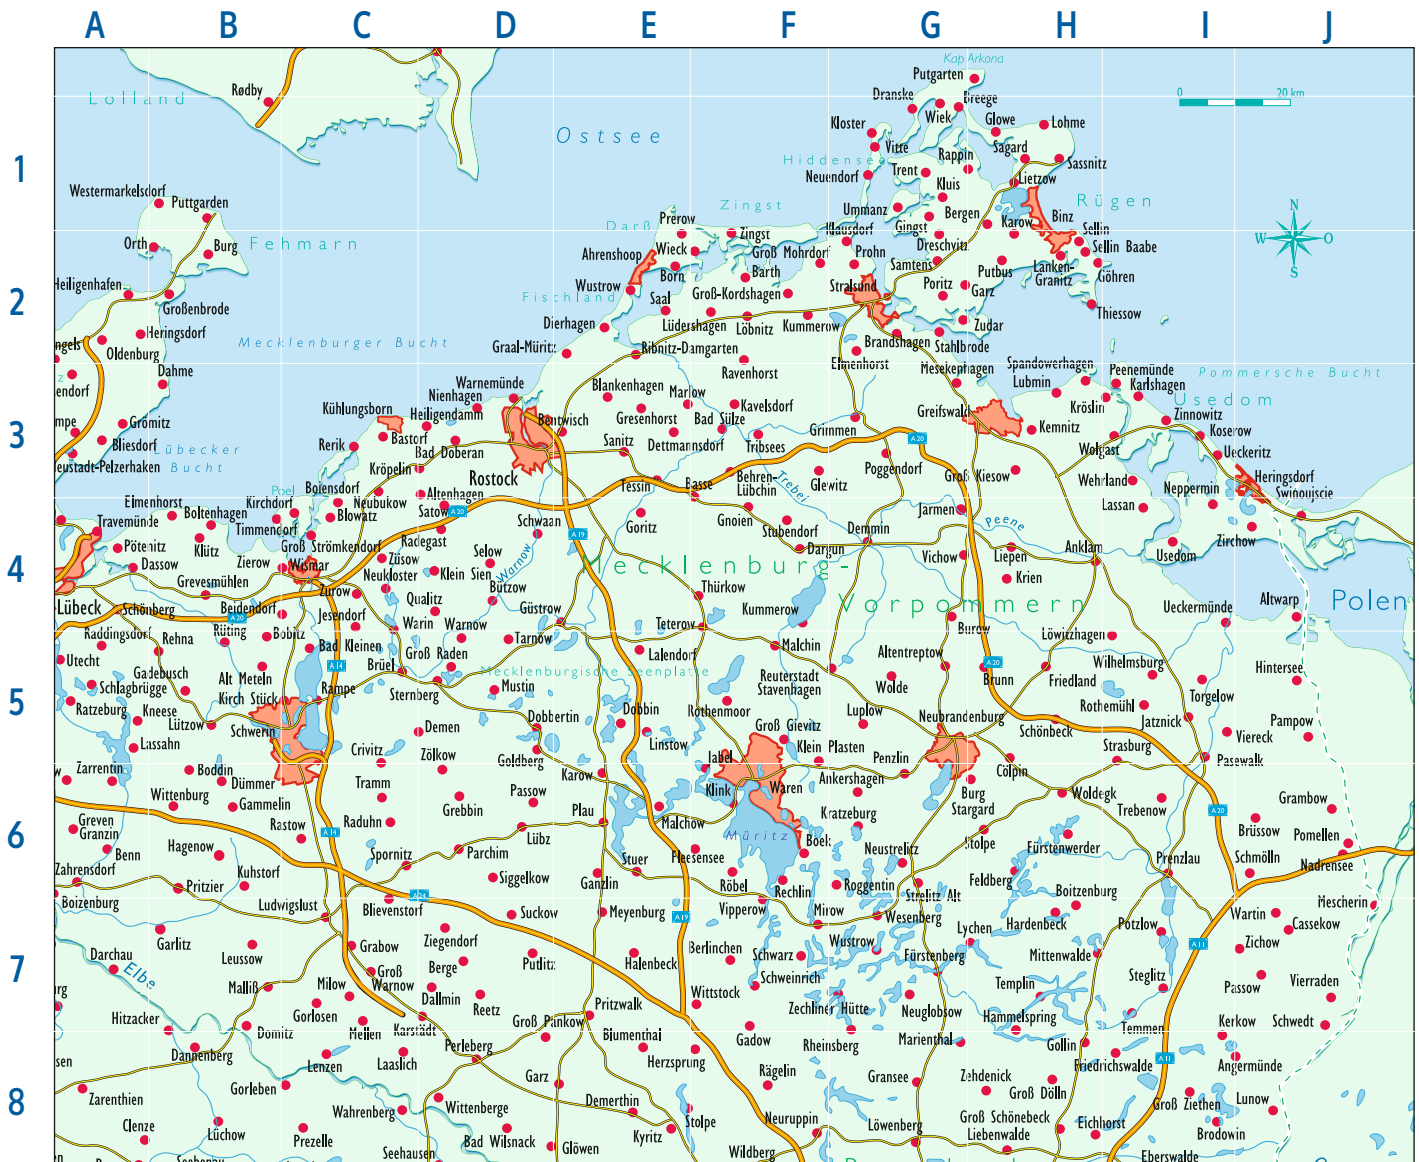 A B C D E F G H I J
Kap Arkona
Putgarten
Rødby
Lolland
Dranske
Wiek
Breege
0 20 km
Ostsee
Kloster
Glowe
Lohme
Vitte
Hiddensee
Rappin
Sagard
Sassnitz
1
Neuendorf
Trent
Kluis
Lietzow
Westermarkelsdorf
Puttgarden
Zingst
Ummanz
Bergen
Rügen
Binz
Prerow
Darß
Gingst
Karow
N
W O
S
Orth
Burg
Fehmarn
Wieck
Zingst
Klausdorf
Dreschvitz
Sellin
Sellin Baabe
Ahrenshoop
Groß Mohrdorf
Prohn
Samtens
Putbus
Lanken-
Granitz
Göhren
Born
Barth
Heiligenhafen
Wustrow
Fischland
Saal
Groß-Kordshagen
Stralsund
Poritz
Garz
2
Großenbrode
Thiessow
Dierhagen
Lüdershagen
Löbnitz
Kummerow
Zudar
Heringsdorf
Mecklenburger Bucht
Oldenburg
Graal-Müritz
Ribnitz-Damgarten
Brandshagen
Stahlbrode
Elmenhorst
Spandowerhagen
Peenemünde
Dahme
Warnemünde
Blankenhagen
Ravenhorst
Mesekenhagen
Lubmin
Karlshagen
Pommersche Bucht
Nienhagen
Marlow
Kavelsdorf
Usedom
Kühlungsborn
Heiligendamm
Bentwisch
Gresenhorst
Bad Sülze
Greifswald
Kröslin
Zinnowitz
Grömitz
3
Bastorf
Grimmen
Kemnitz
Koserow
Bliesdorf
Lübecker
Bucht
Rerik
Bad Doberan
Sanitz
Dettmannsdorf
Tribsees
A 20
Wolgast
Ueckeritz
Neustadt-Pelzerhaken
Kröpelin
Poggendorf
Rostock
Behren-
Lübchin
Trebel
Glewitz
Groß Kiesow
Wehrland
Heringsdorf
Poel
Boiensdorf
Tessin
Basse
Neppermin
Swinoujscie
Elmenhorst
Kirchdorf
Neubukow
Altenhagen
Gnoien
Jarmen
Lassan
Boltenhagen
Blowatz
Satow
A 20
Schwaan
Goritz
Stubendorf
Demmin
Peene
Zirchow
Travemünde
Timmendorf
Radegast
A 19
Anklam
Pötenitz
Klütz
Groß Strömkendorf
Selow
Mecklenburg-
Dargun
Vichow
Liepen
Usedom
4
Dassow
Zierow
Wismar
Züsow
Klein Sien
Warnow
Krien
Grevesmühlen
Neukloster
Bützow
Thürkow
Zurow
Qualitz
Lübeck
Schönberg
Beidendorf
Jesendorf
Güstrow
Kummerow
Vorpommern
Ueckermünde
Altwarp
Polen
A 20
Raddingsdorf
Rehna
Rüting
Bobitz
Warin
Warnow
Tarnow
Teterow
Burow
Löwitzhagen
Utecht
Bad Kleinen
A 14
Brüel
Groß Raden
Mecklenburgische Seenplatte
Lalendorf
Malchin
Altentreptow
A 20
Wilhelmsburg
Hintersee
Gadebusch
Alt Meteln
Reuterstadt
Stavenhagen
Brunn
Friedland
Schlagbrügge
Kirch Stück
Rampe
Sternberg
Mustin
Wolde
Torgelow
Ratzeburg
5
Kneese
Lützow
Dobbin
Rothenmoor
Rothemühl
Schwerin
Demen
Dobbertin
Groß Gievitz
Luplow
Neubrandenburg
Schönbeck
Jatznick
Pampow
Lassahn
Crivitz
Zölkow
Linstow
Klein Plasten
Viereck
Goldberg
Jabel
Penzlin
Strasburg
Pasewalk
Zarrentin
Boddin
Dümmer
Tramm
Karow
Ankershagen
Cölpin
Wittenburg
Grebbin
Passow
Klink
Waren
Burg
Stargard
Woldegk
Grambow
Gammelin
Plau
Kratzeburg
Trebenow
A 20
Greven
Granzin
Rastow
Raduhn
Malchow
Müritz
Brüssow
Pomellen
6
A 14
Lübz
Boek
Stolpe
Fürstenwerder
Hagenow
Benn
Spornitz
Parchim
Stuer
Fleesensee
Neustrelitz
Prenzlau
Schmölln
Nadrensee
Zahrensdorf
Kuhstorf
Siggelkow
Ganzlin
Röbel
Rechlin
Roggentin
Feldberg
Boitzenburg
Pritzier
A 24
Strelitz Alt
Boizenburg
Ludwigslust
Blievenstorf
Suckow
Meyenburg
A 19
Vipperow
Mirow
Wesenberg
Hardenbeck
Potzlow
Wartin
Mescherin
Cassekow
Garlitz
Ziegendorf
Lychen
Darchau
Leussow
Grabow
Putlitz
Halenbeck
Berlinchen
Schwarz
Wustrow
Fürstenberg
Mittenwalde
A 11
Zichow
7
Elbe
Berge
Groß
Warnow
Schweinrich
Steglitz
Malliß
Milow
Dallmin
Wittstock
Templin
Passow
Vierraden
Gorlosen
Reetz
Pritzwalk
Zechliner Hütte
Neuglobsow
Hitzacker
Dömitz
Mellen
Karstädt
Groß Pankow
Hammelspring
Temmen
Kerkow
Schwedt
Dannenberg
Perleberg
Blumenthal
Gadow
Rheinsberg
Marienthal
Gollin
Lenzen
Laaslich
Herzsprung
Friedrichswalde
A 11
Angermünde
Gorleben
Garz
Rägelin
Gransee
Zehdenick
Groß Dölln
Zarenthien
8
Wahrenberg
Wittenberge
Demerthin
Groß Schönebeck
Groß Ziethen
Lunow
Clenze
Lüchow
Prezelle
Bad Wilsnack
Stolpe
Neuruppin
Löwenberg
Liebenwalde
Eichhorst
Brodowin
Kyritz
Glöwen
Wildberg
Seehausen
Eberswalde